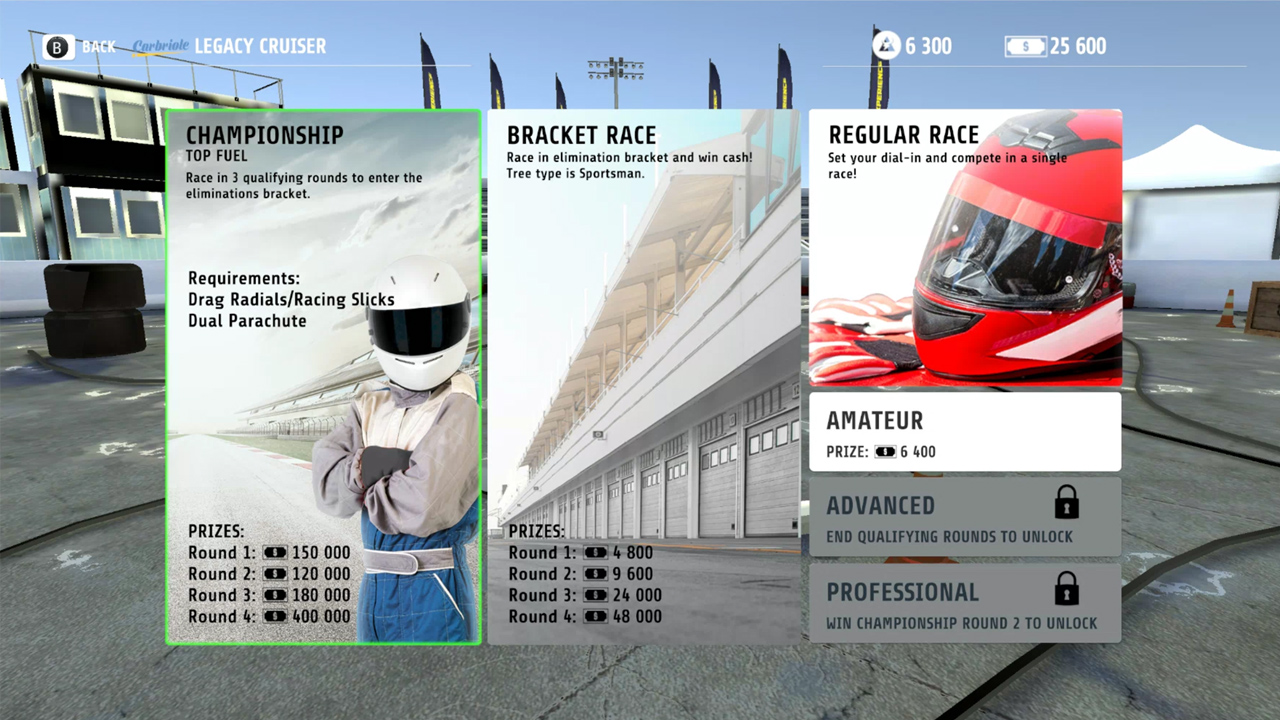 B BACK Carbriole LEGACY CRUISER
6 300
$ 25 600
CHAMPIONSHIP
TOP FUEL
Race in 3 qualifying rounds to enter the
eliminations bracket.
Requirements:
Drag Radials/Racing Slicks
Dual Parachute
PRIZES:
Round 1: $ 150 000
Round 2: $ 120 000
Round 3: $ 180 000
Round 4: $ 400 000
BRACKET RACE
Race in elimination bracket and win cash!
Tree type is Sportsman.
PRIZES:
Round 1: $ 4 800
Round 2: $ 9 600
Round 3: $ 24 000
Round 4: $ 48 000
REGULAR RACE
Set your dial-in and compete in a single
race!
AMATEUR
PRIZE: $ 6 400
ADVANCED
END QUALIFYING ROUNDS TO UNLOCK
PROFESSIONAL
WIN CHAMPIONSHIP ROUND 2 TO UNLOCK